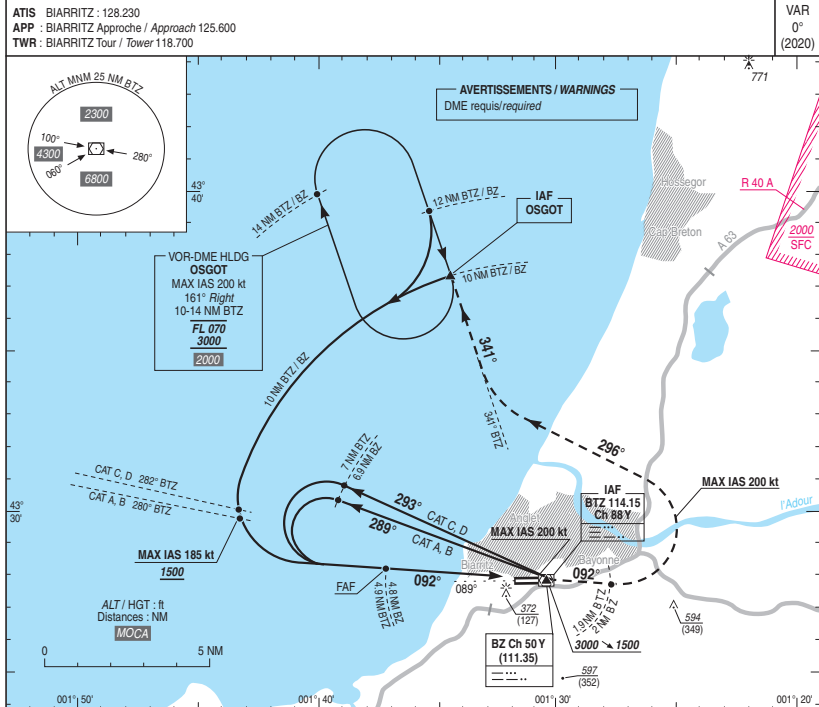 ATIS BIARRITZ : 128.230
APP : BIARRITZ Approche / Approach 125.600
TWR : BIARRITZ Tour / Tower 118.700
VAR
0°
(2020)
ALT MNM 25 NM BTZ
2300
100°
4300
060°
280°
6800
AVERTISSEMENTS / WARNINGS
DME requis/required
771
43°
40'
Hossegor
Cap Breton
R 40 A
2000
SFC
A 63
14 NM BTZ / BZ
12 NM BTZ / BZ
IAF
OSGOT
10 NM BTZ / BZ
VOR-DME HLDG
OSGOT
MAX IAS 200 kt
161° Right
10-14 NM BTZ
FL 070
3000
2000
341°
341° BTZ
10 NM BTZ / BZ
296°
MAX IAS 200 kt
7 NM BTZ
6.9 NM BZ
CAT C, D 282° BTZ
CAT A, B 280° BTZ
43°
30'
293° CAT C, D
289° CAT A, B
IAF
BTZ 114.15
Ch 88 Y
l'Adour
Anglet
MAX IAS 200 kt
MAX IAS 185 kt
1500
Biarritz
Bayonne
FAF
092°
089°
092°
4.8 NM BZ
4.9 NM BTZ
1.9 NM BTZ
2 NM BZ
372
(127)
594
(349)
3000 1500
ALT / HGT : ft
Distances : NM
MOCA
0 5 NM
BZ Ch 50 Y
(111.35)
597
(352)
001° 50'
001° 40'
001° 30'
001° 20'